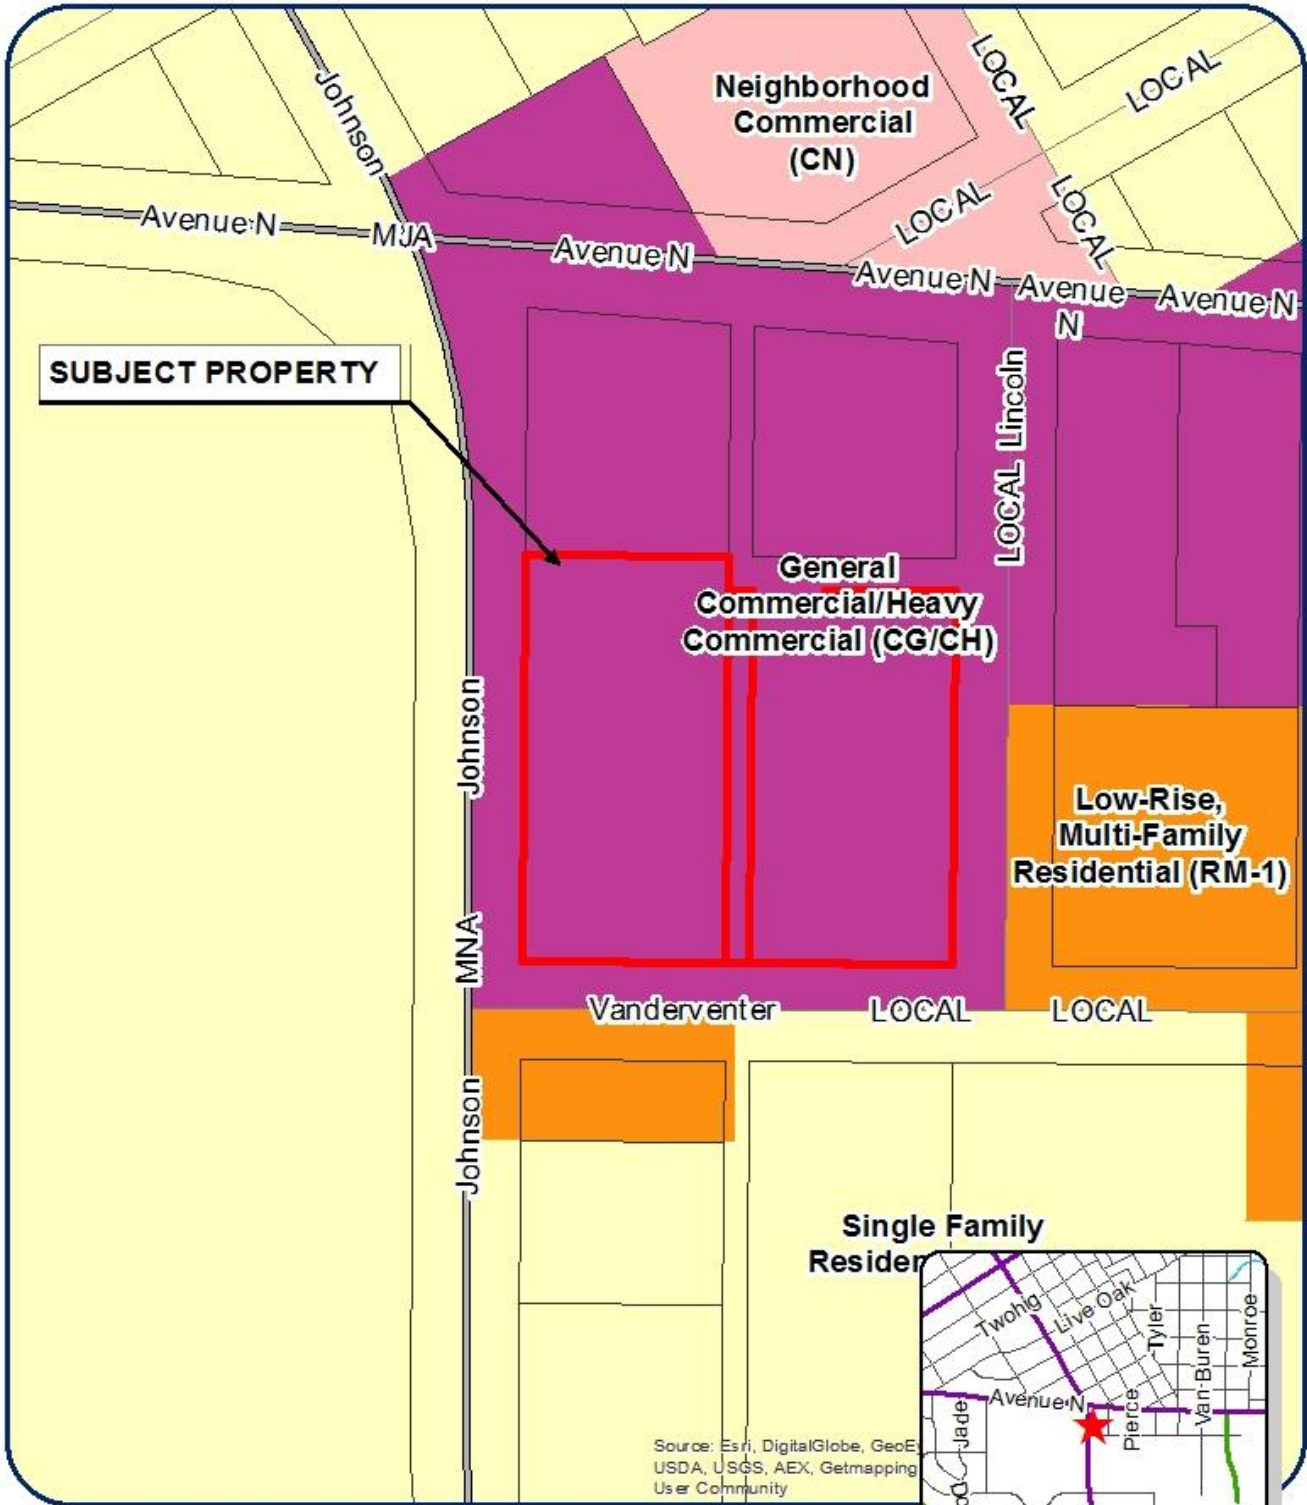 Johnson
Neighborhood
Commercial
(CN)
LOCAL
LOCAL
LOCAL
LOCAL
Avenue N
MJA
Avenue N
Avenue N
Avenue
N
Avenue N
SUBJECT PROPERTY
LOCAL Lincoln
General
Commercial/Heavy
Commercial (CG/CH)
Johnson
Low-Rise,
Multi-Family
Residential (RM-1)
MNA
Vanderventer
LOCAL
LOCAL
Johnson
Single Family
Residen
Twohig
Live Oak
Tyler
Van Buren
Monroe
Avenue N
Jade
Pierce
Source: Esri, DigitalGlobe, GeoEy
USDA, USGS, AEX, Getmapping
User Community